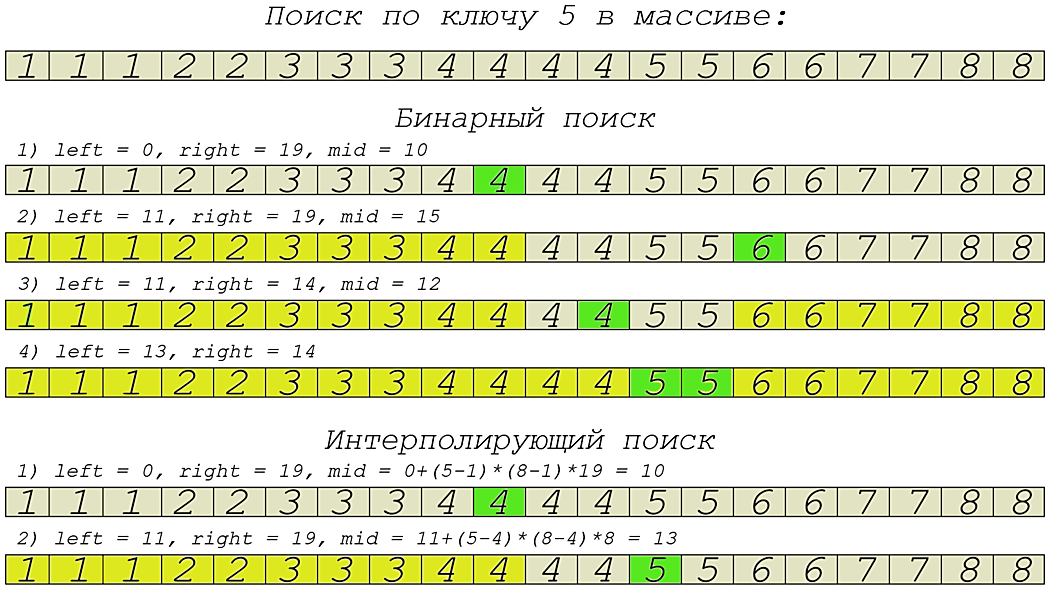 Поиск по ключу 5 в массиве:
1 1 1 2 2 3 3 3 4 4 4 4 5 5 6 6 7 7 8 8
Бинарный поиск
1) left = 0, right = 19, mid = 10
1 1 1 2 2 3 3 3 4 4 4 4 5 5 6 6 7 7 8 8
2) left = 11, right = 19, mid = 15
1 1 1 2 2 3 3 3 4 4 4 4 5 5 6 6 7 7 8 8
3) left = 11, right = 14, mid = 12
1 1 1 2 2 3 3 3 4 4 4 4 5 5 6 6 7 7 8 8
4) left = 13, right = 14
1 1 1 2 2 3 3 3 4 4 4 4 5 5 6 6 7 7 8 8
Интерполирующий поиск
1) left = 0, right = 19, mid = 0+(5-1)*(8-1)*19 = 10
1 1 1 2 2 3 3 3 4 4 4 4 5 5 6 6 7 7 8 8
2) left = 11, right = 19, mid = 11+(5-4)*(8-4)*8 = 13
1 1 1 2 2 3 3 3 4 4 4 4 5 5 6 6 7 7 8 8